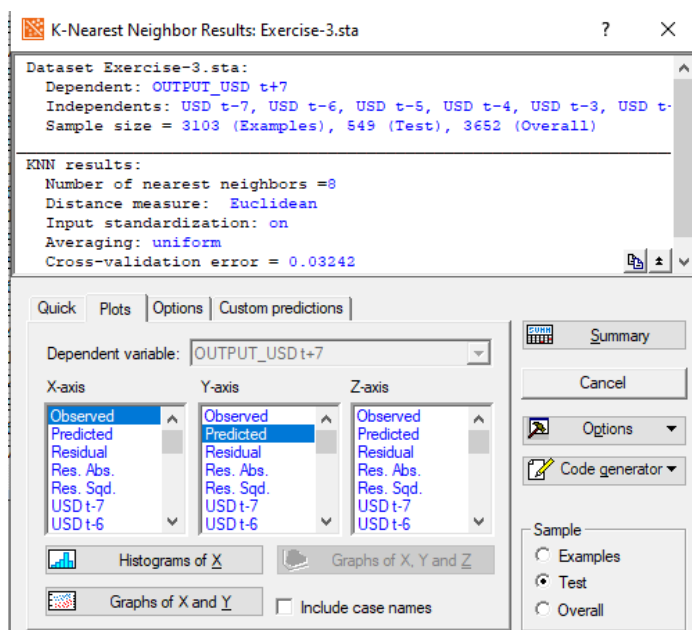 K-Nearest Neighbor Results: Exercise-3.sta ?
Dataset Exercise-3.sta:
Dependent: OUTPUT_USD t+7
Independents: USD t-7, USD t-6, USD t-5, USD t-4, USD t-3, USD t-
Sample size = 3103 (Examples), 549 (Test), 3652 (Overall)
KNN results:
Number of nearest neighbors =8
Distance measure: Euclidean
Input standardization: on
Averaging: uniform
Cross-validation error = 0.03242
Quick Plots Options Custom predictions
Dependent variable: OUTPUT_USD t+7
X-axis Y-axis Z-axis
Observed Observed Observed
Predicted Predicted Predicted
Residual Residual Residual
Res. Abs. Res. Abs. Res. Abs.
Res. Sqd. Res. Sqd. Res. Sqd.
USD t-7 USD t-7 USD t-7
USD t-6 USD t-6 USD t-6
Histograms of X Graphs of X, Y and Z
Graphs of X and Y Include case names
SUMM Summary
Cancel
Options
Code generator
Sample
Examples
Test
Overall